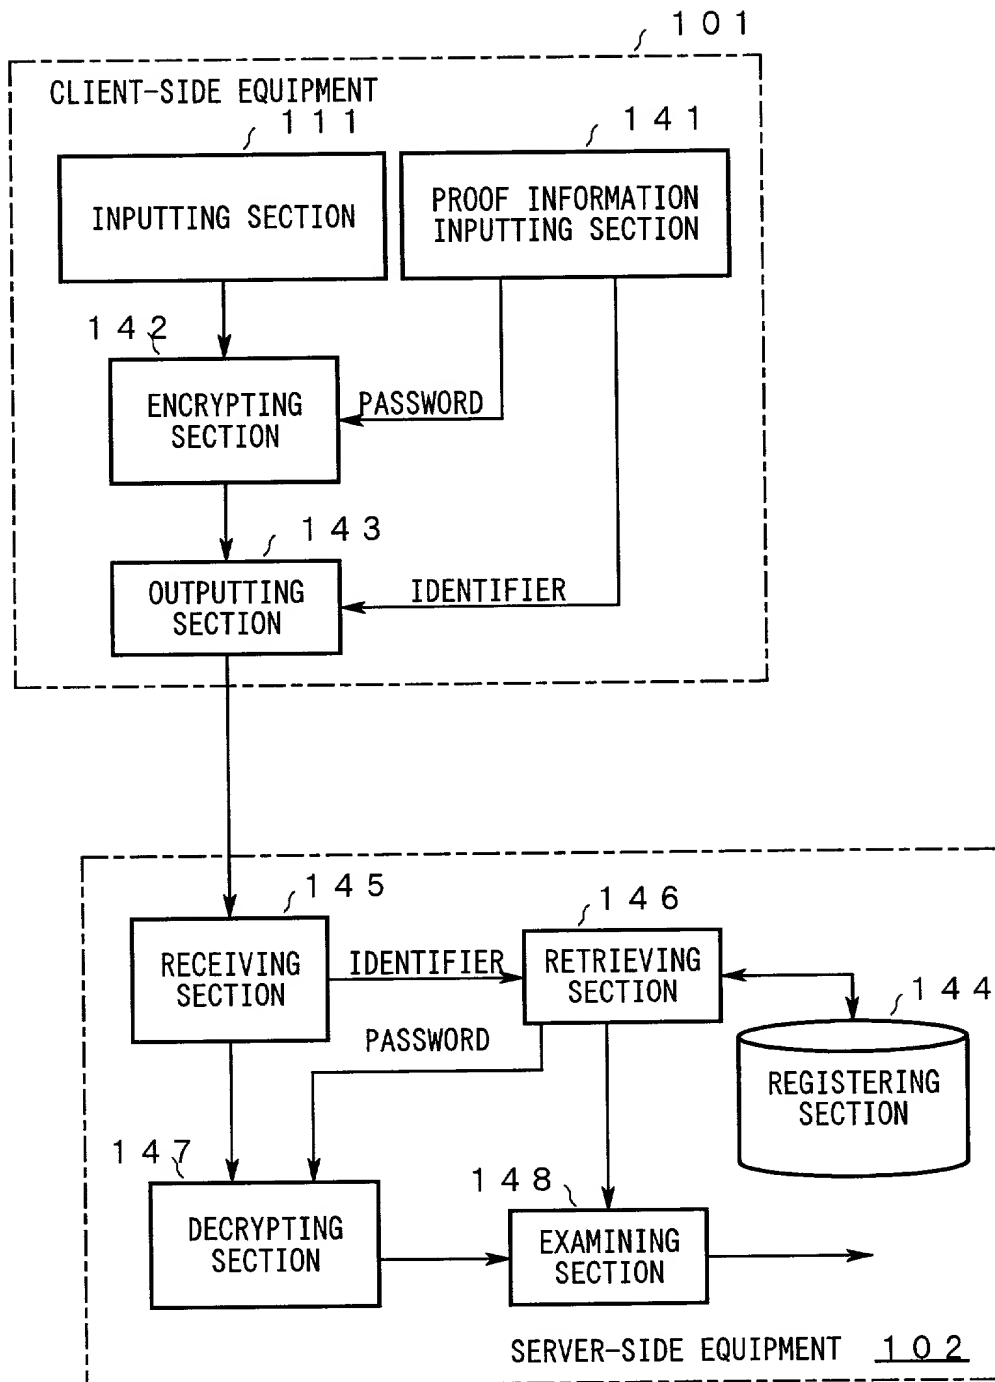 101
CLIENT-SIDE EQUIPMENT
111
141
INPUTTING SECTION
PROOF INFORMATION
INPUTTING SECTION
142
ENCRYPTING
SECTION
PASSWORD
143
OUTPUTTING
SECTION
IDENTIFIER
145
146
RECEIVING
SECTION
IDENTIFIER
RETRIEVING
SECTION
144
PASSWORD
REGISTERING
SECTION
147
148
DECRYPTING
SECTION
EXAMINING
SECTION
SERVER-SIDE EQUIPMENT 102